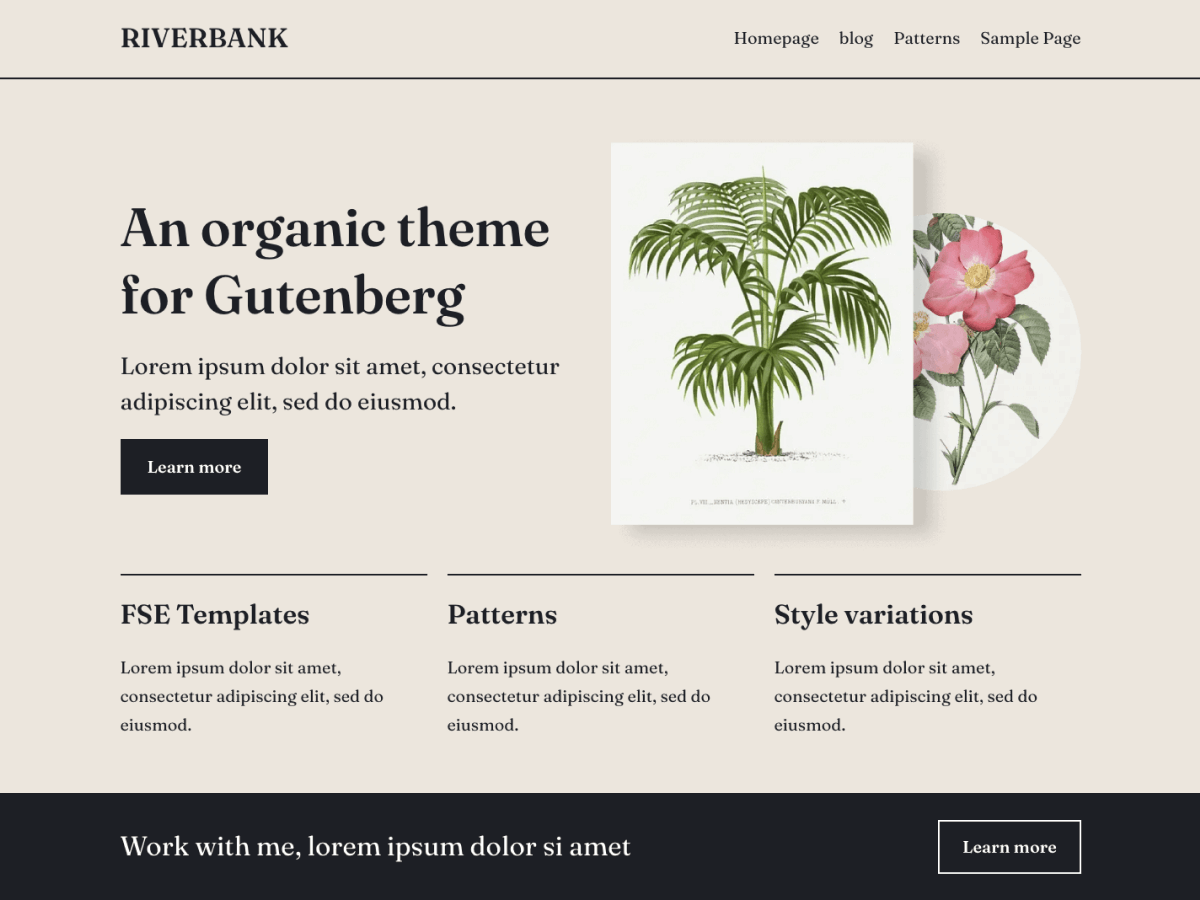 RIVERBANK
Homepage blog Patterns Sample Page
An organic theme
for Gutenberg
Lorem ipsum dolor sit amet, consectetur
adipiscing elit, sed do eiusmod.
Learn more
FSE Templates
Lorem ipsum dolor sit amet,
consectetur adipiscing elit, sed do
eiusmod.
Patterns
Lorem ipsum dolor sit amet,
consectetur adipiscing elit, sed do
eiusmod.
Style variations
Lorem ipsum dolor sit amet,
consectetur adipiscing elit, sed do
eiusmod.
Work with me, lorem ipsum dolor si amet
Learn more